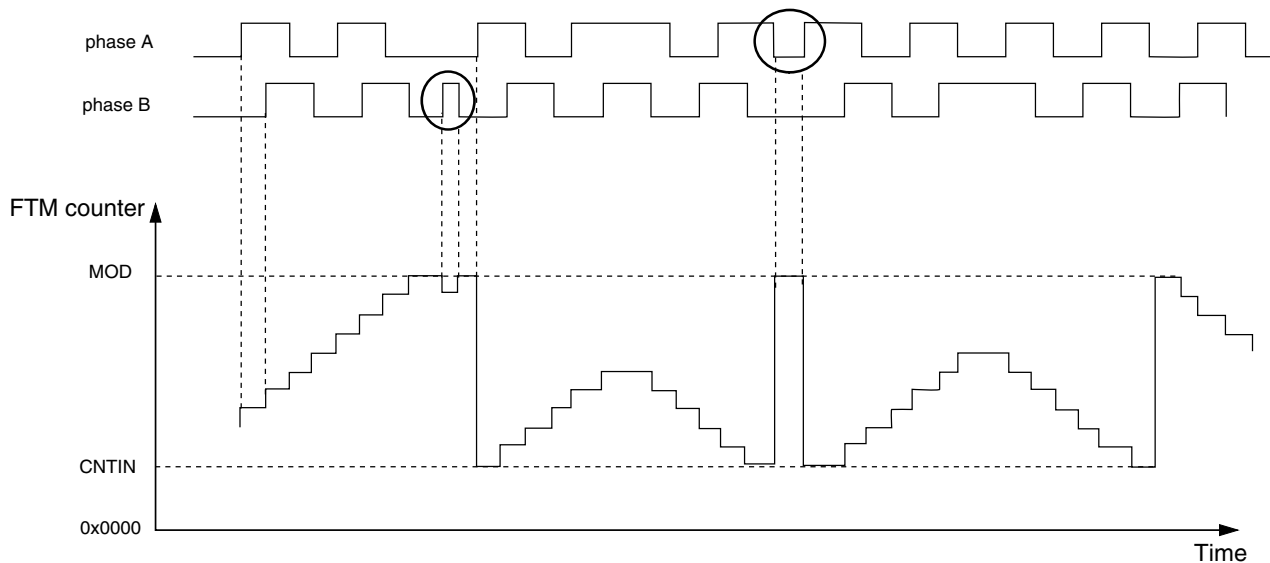 phase A
phase B
FTM counter
MOD
CNTIN
0x0000
Time